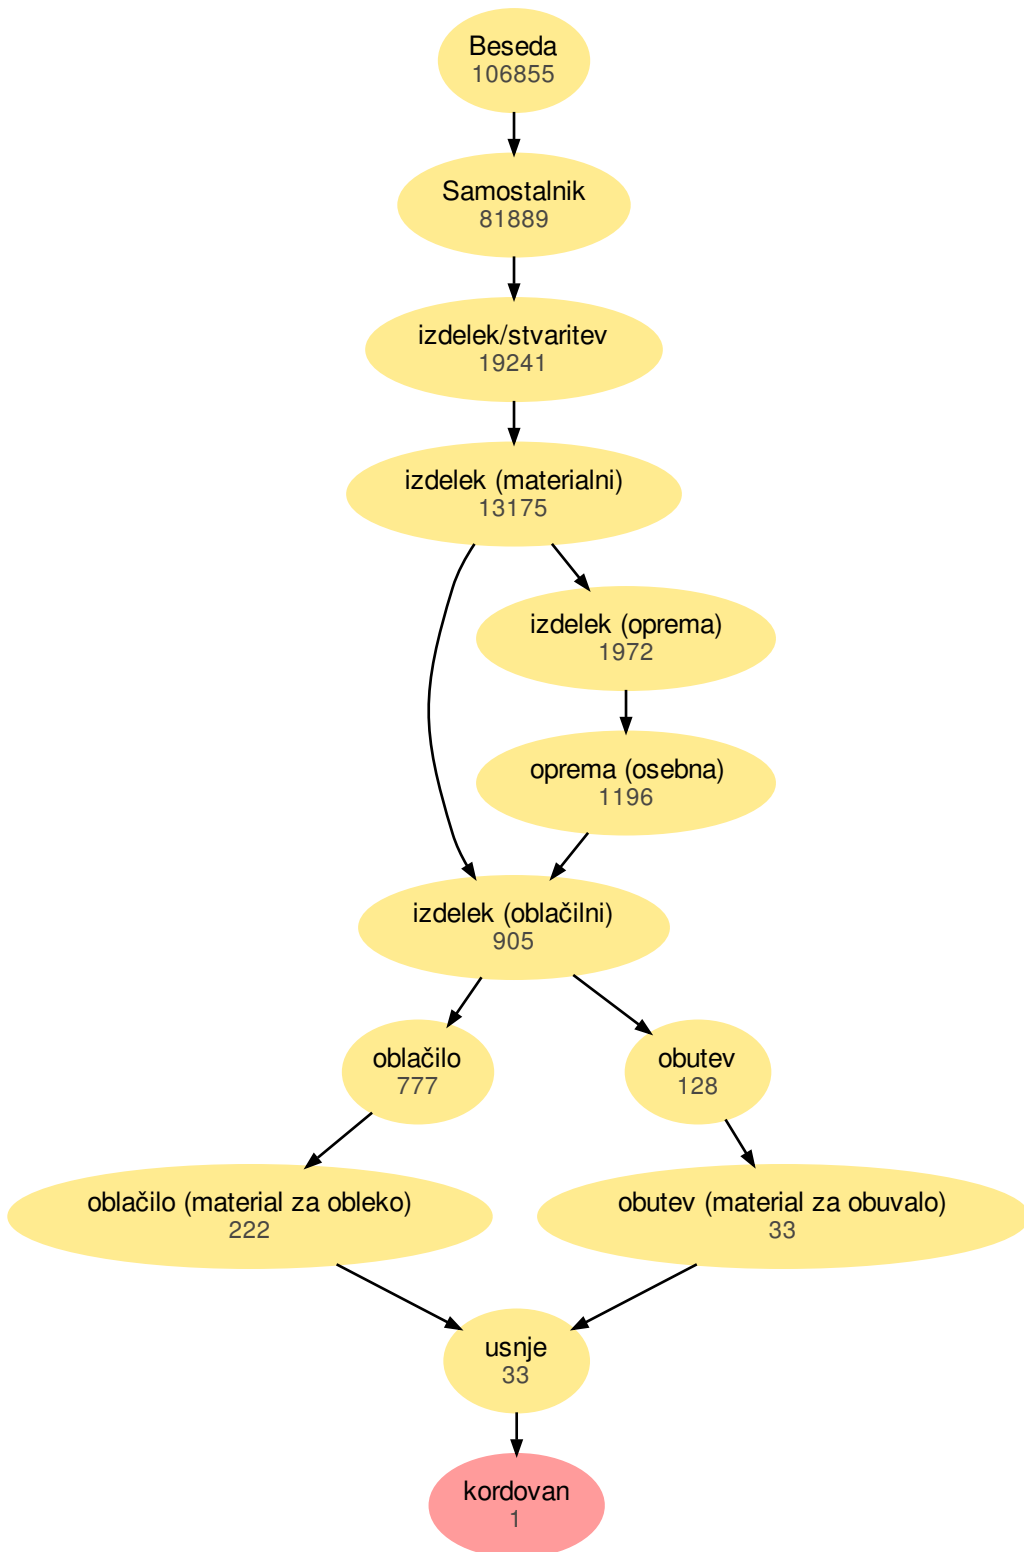 Beseda
106855
Samostalnik
81889
izdelek/stvaritev
19241
izdelek (materialni)
13175
izdelek (oprema)
1972
oprema (osebna)
1196
izdelek (oblačilni)
905
oblačilo
777
obutev
128
oblačilo (material za obleko)
222
obutev (material za obuvalo)
33
usnje
33
kordovan
1